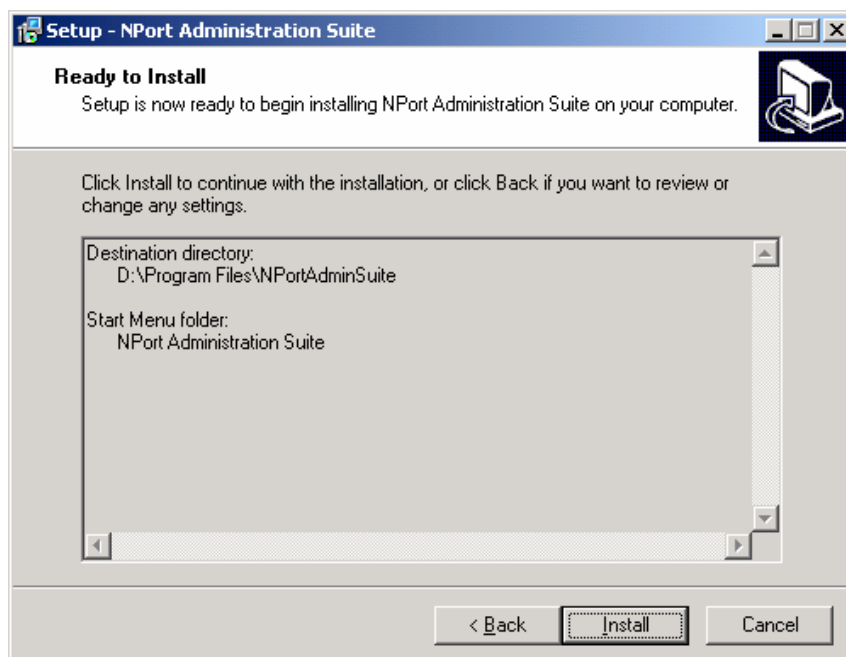 Setup - NPort Administration Suite
Ready to Install
Setup is now ready to begin installing NPort Administration Suite on your computer.
Click Install to continue with the installation, or click Back if you want to review or
change any settings.
Destination directory:
D:\Program Files\NPortAdminSuite
Start Menu folder:
NPort Administration Suite
< Back
Install
Cancel